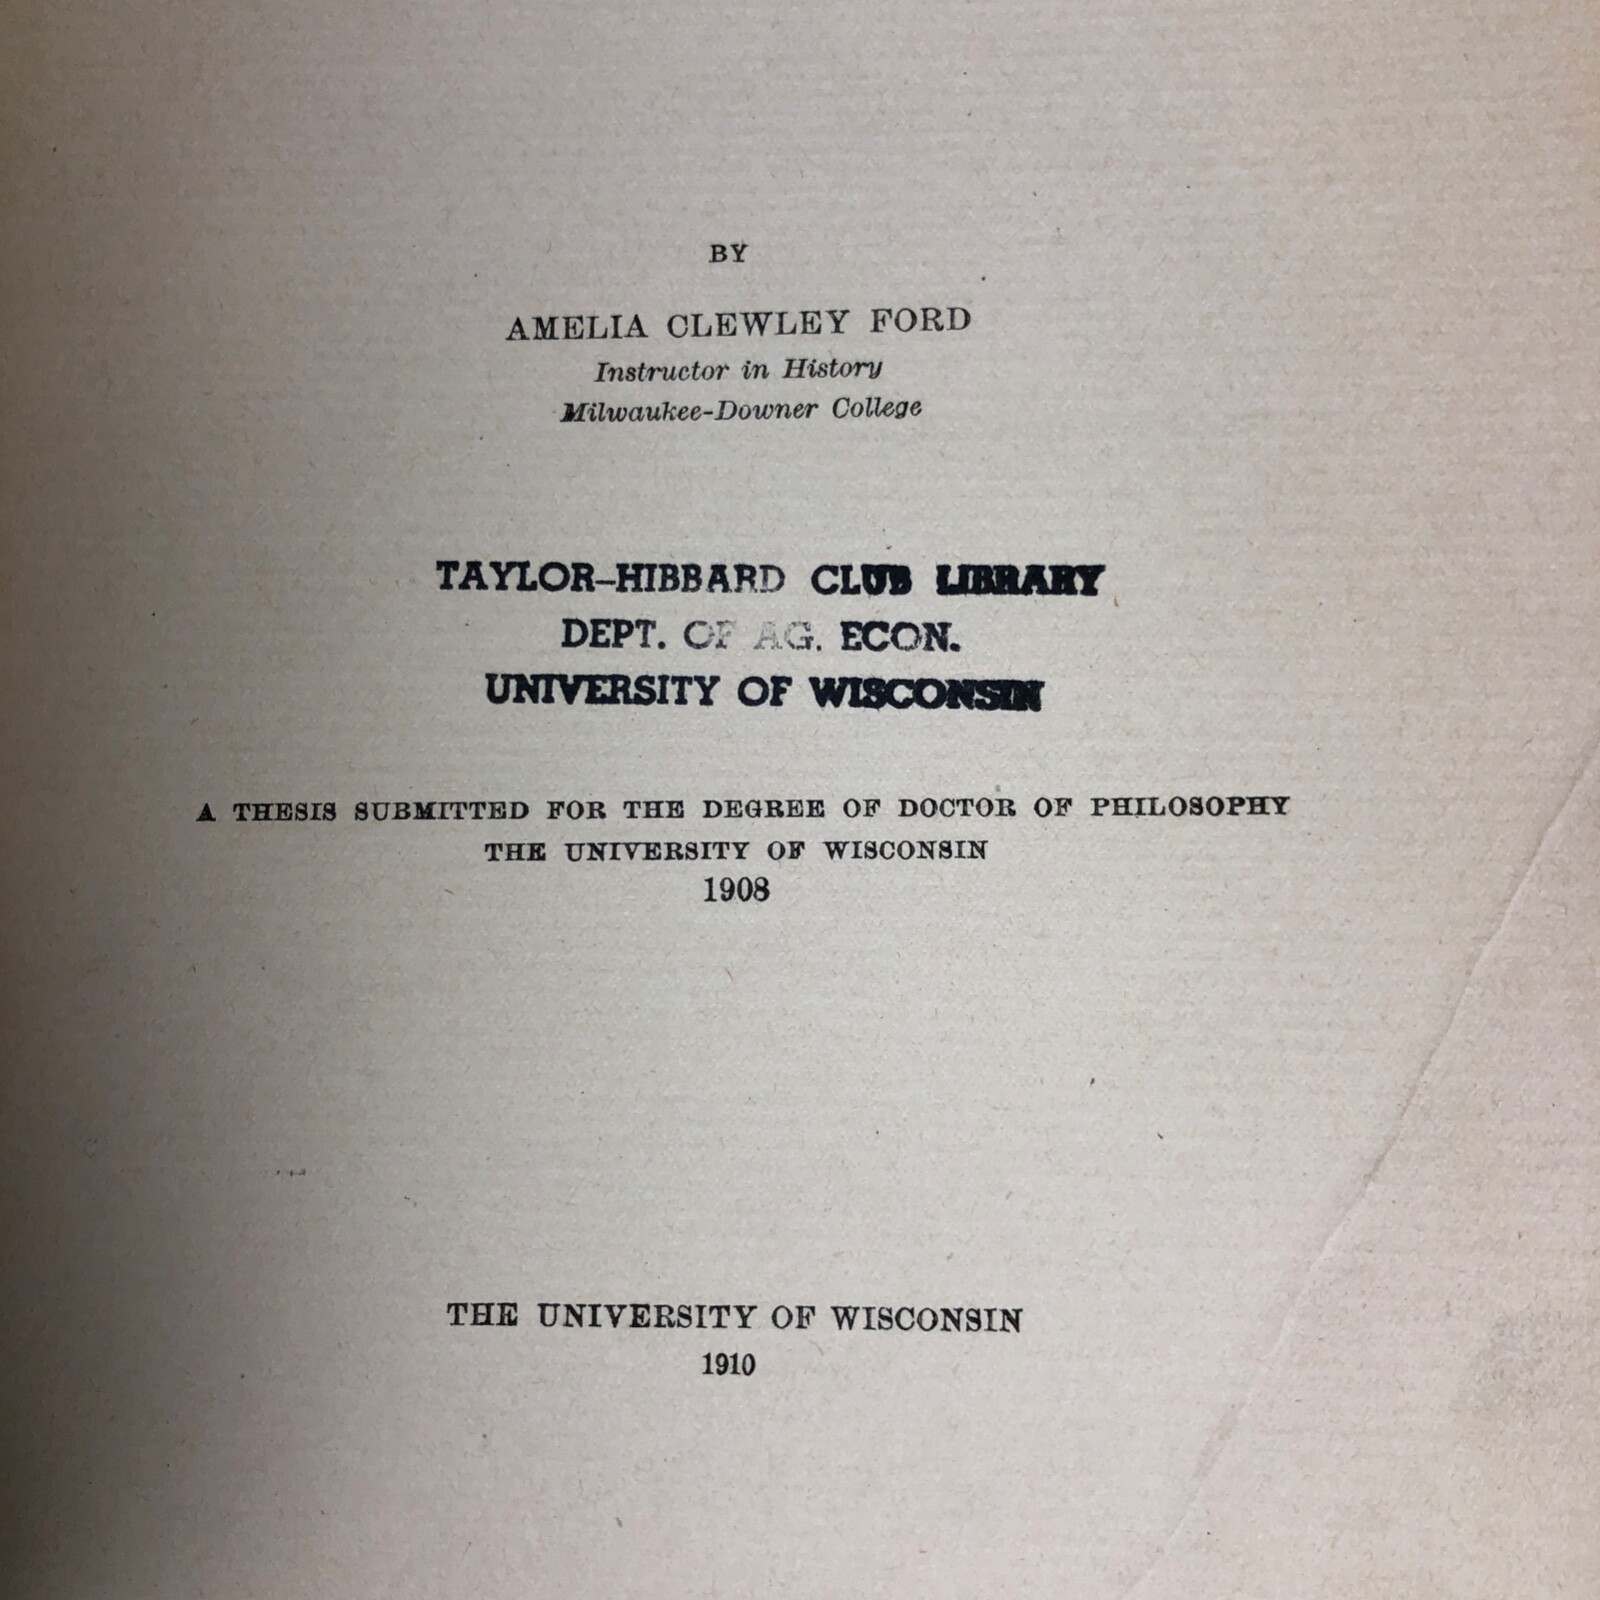 BY
AMELIA CLEWLEY FORD
Instructor in History
Milwaukee-Downer College
TAYLOR-HIBBARD CLUB LIBRARY
DEPT. OF AG. ECON.
UNIVERSITY OF WISCONSIN
A THESIS SUBMITTED FOR THE DEGREE OF DOCTOR OF PHILOSOPHY
THE UNIVERSITY OF WISCONSIN
1908
THE UNIVERSITY OF WISCONSIN
1910